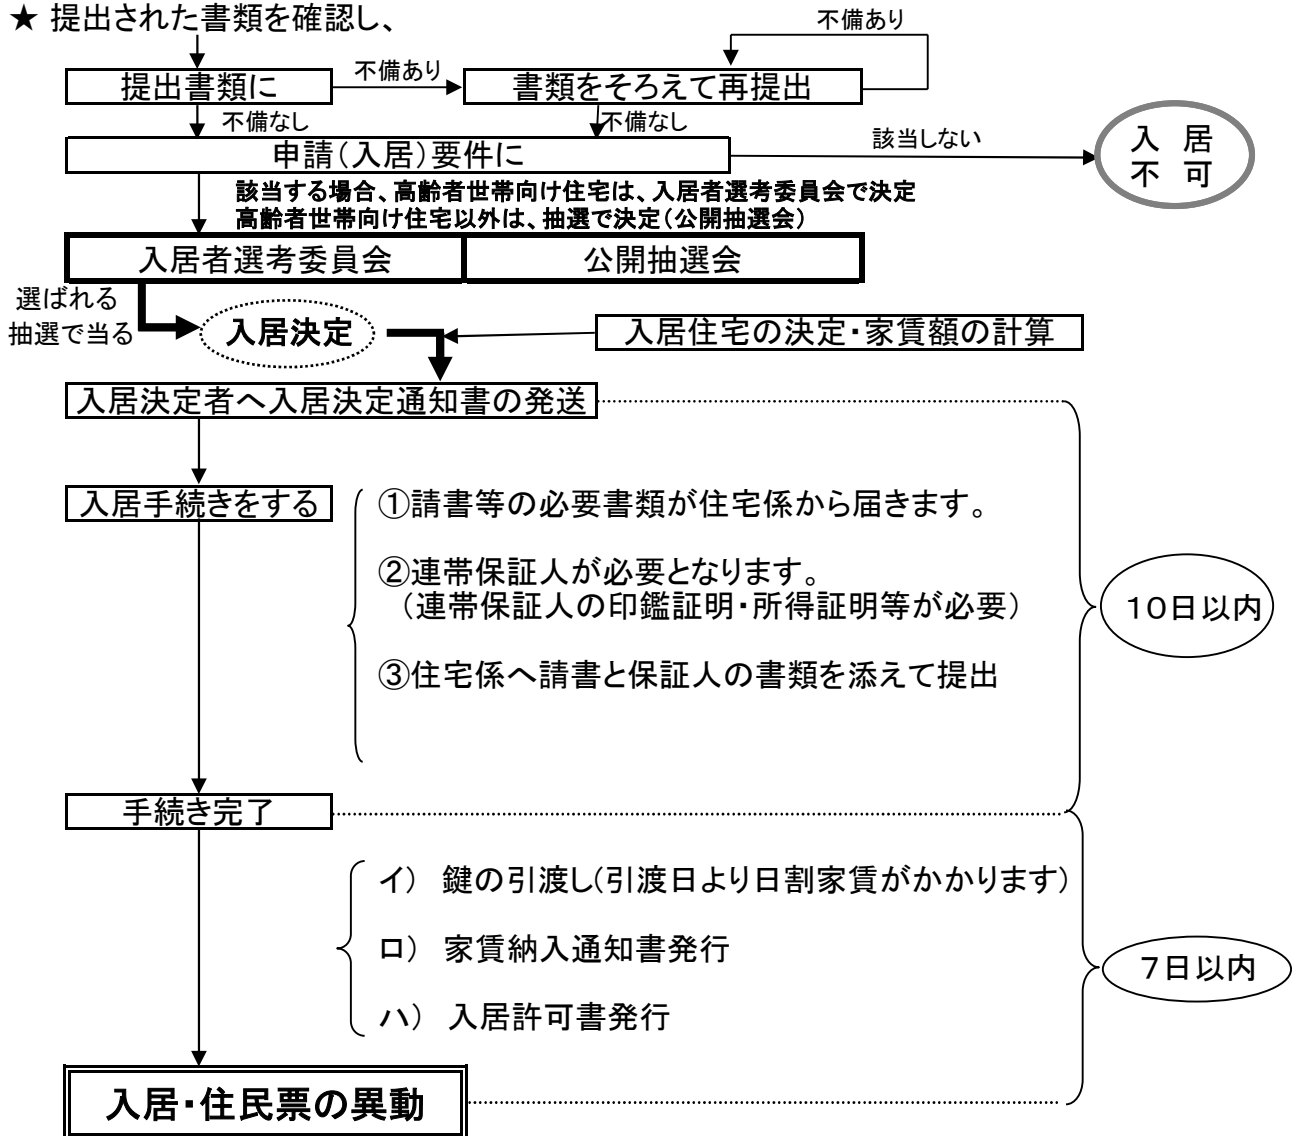 ★ 提出された書類を確認し、
不備あり
提出書類に
不備あり
書類をそろえて再提出
不備なし
不備なし
申請(入居)要件に
該当しない
入 居
不 可
該当する場合、高齢者世帯向け住宅は、入居者選考委員会で決定
高齢者世帯向け住宅以外は、抽選で決定(公開抽選会)
入居者選考委員会
公開抽選会
選ばれる
抽選で当る
入居決定
入居住宅の決定・家賃額の計算
入居決定者へ入居決定通知書の発送
入居手続きをする
①請書等の必要書類が住宅係から届きます。
②連帯保証人が必要となります。
(連帯保証人の印鑑証明・所得証明等が必要)
10日以内
③住宅係へ請書と保証人の書類を添えて提出
手続き完了
イ) 鍵の引渡し(引渡日より日割家賃がかかります)
ロ) 家賃納入通知書発行
7日以内
ハ) 入居許可書発行
入居・住民票の異動